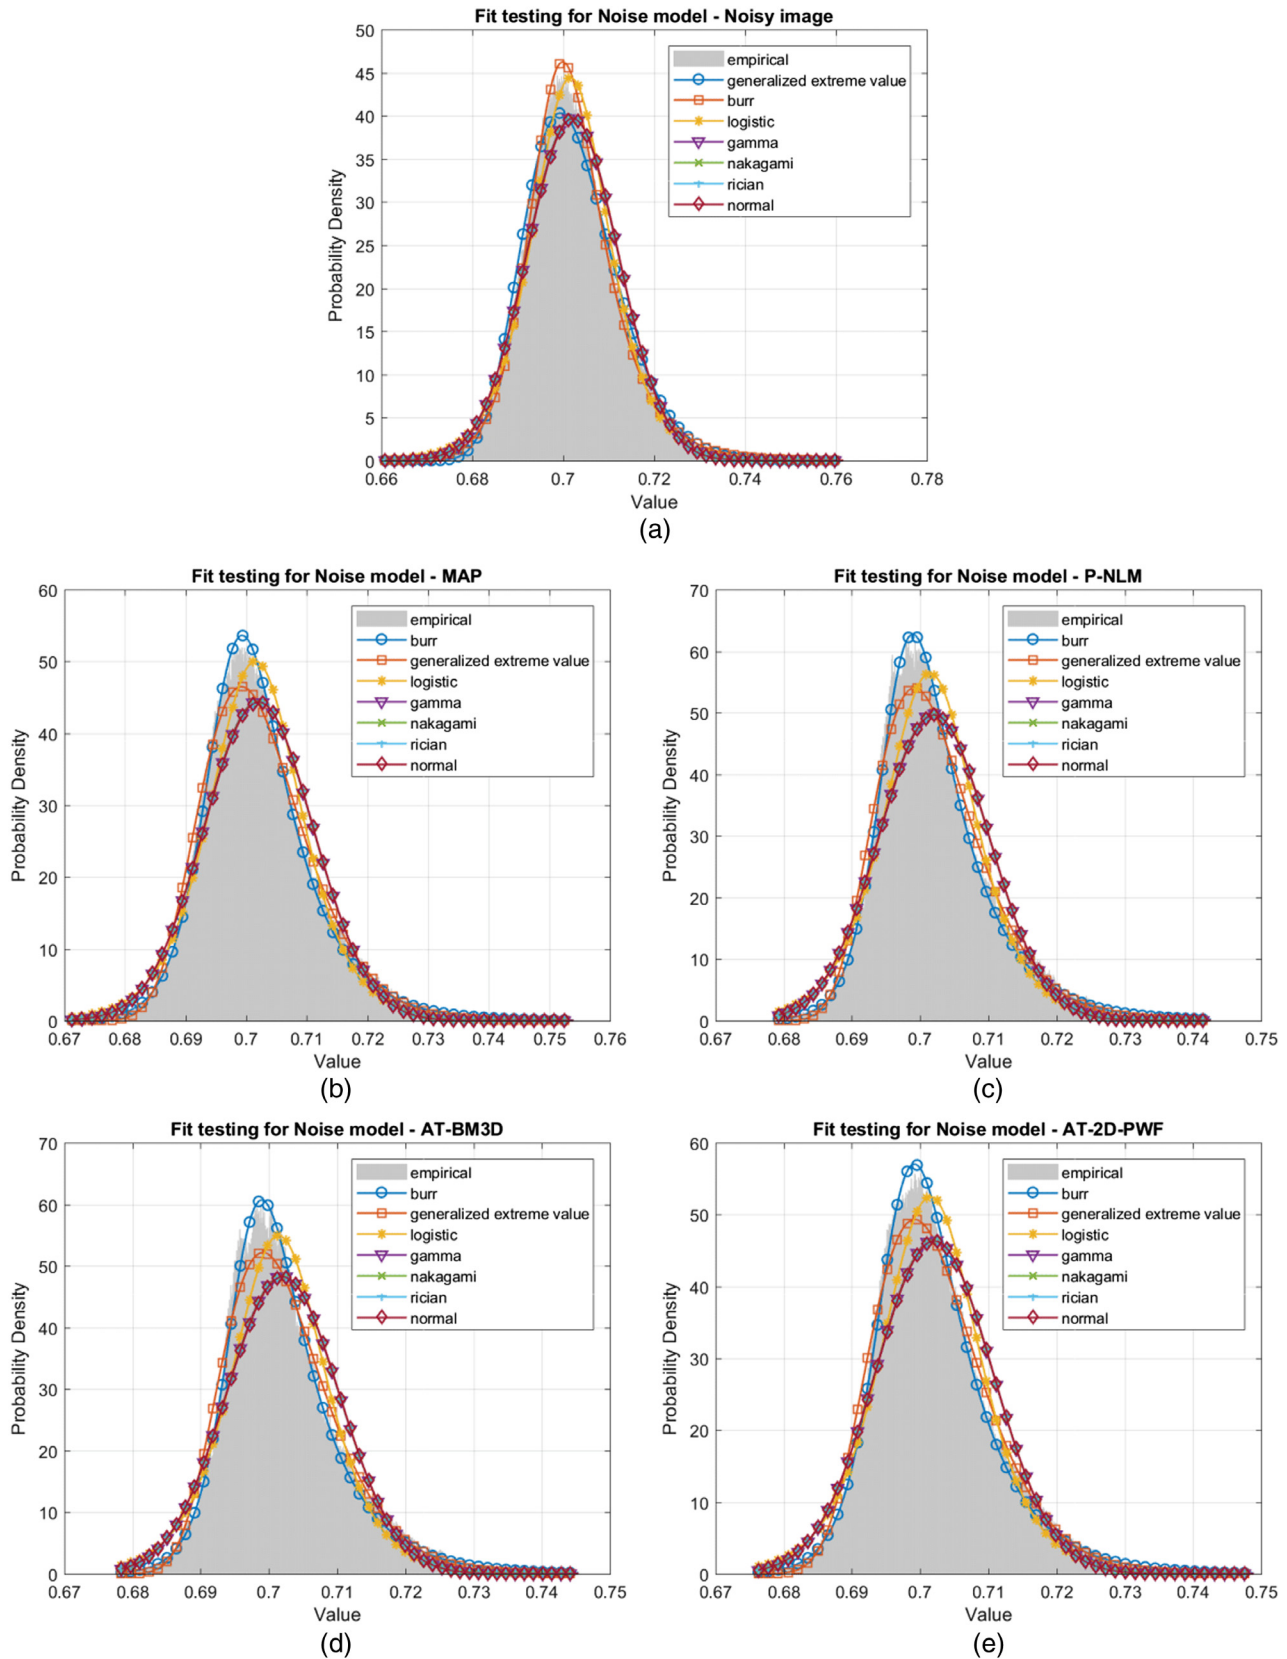 Fit testing for Noise model - Noisy image
50
45
40
35
30
25
20
15
10
5
0
Probability Density
empirical
generalized extreme value
burr
logistic
gamma
nakagami
rician
normal
0.66 0.68 0.7 0.72 0.74 0.76 0.78
Value
(a)
Fit testing for Noise model - MAP
60
50
40
30
20
10
0
Probability Density
empirical
burr
generalized extreme value
logistic
gamma
nakagami
rician
normal
0.67 0.68 0.69 0.7 0.71 0.72 0.73 0.74 0.75 0.76
Value
(b)
Fit testing for Noise model - P-NLM
70
60
50
40
30
20
10
0
Probability Density
empirical
burr
generalized extreme value
logistic
gamma
nakagami
rician
normal
0.67 0.68 0.69 0.7 0.71 0.72 0.73 0.74 0.75
Value
(c)
Fit testing for Noise model - AT-BM3D
70
60
50
40
30
20
10
0
Probability Density
empirical
burr
generalized extreme value
logistic
gamma
nakagami
rician
normal
0.67 0.68 0.69 0.7 0.71 0.72 0.73 0.74 0.75
Value
(d)
Fit testing for Noise model - AT-2D-PWF
60
50
40
30
20
10
0
Probability Density
empirical
burr
generalized extreme value
logistic
gamma
nakagami
rician
normal
0.67 0.68 0.69 0.7 0.71 0.72 0.73 0.74 0.75
Value
(e)